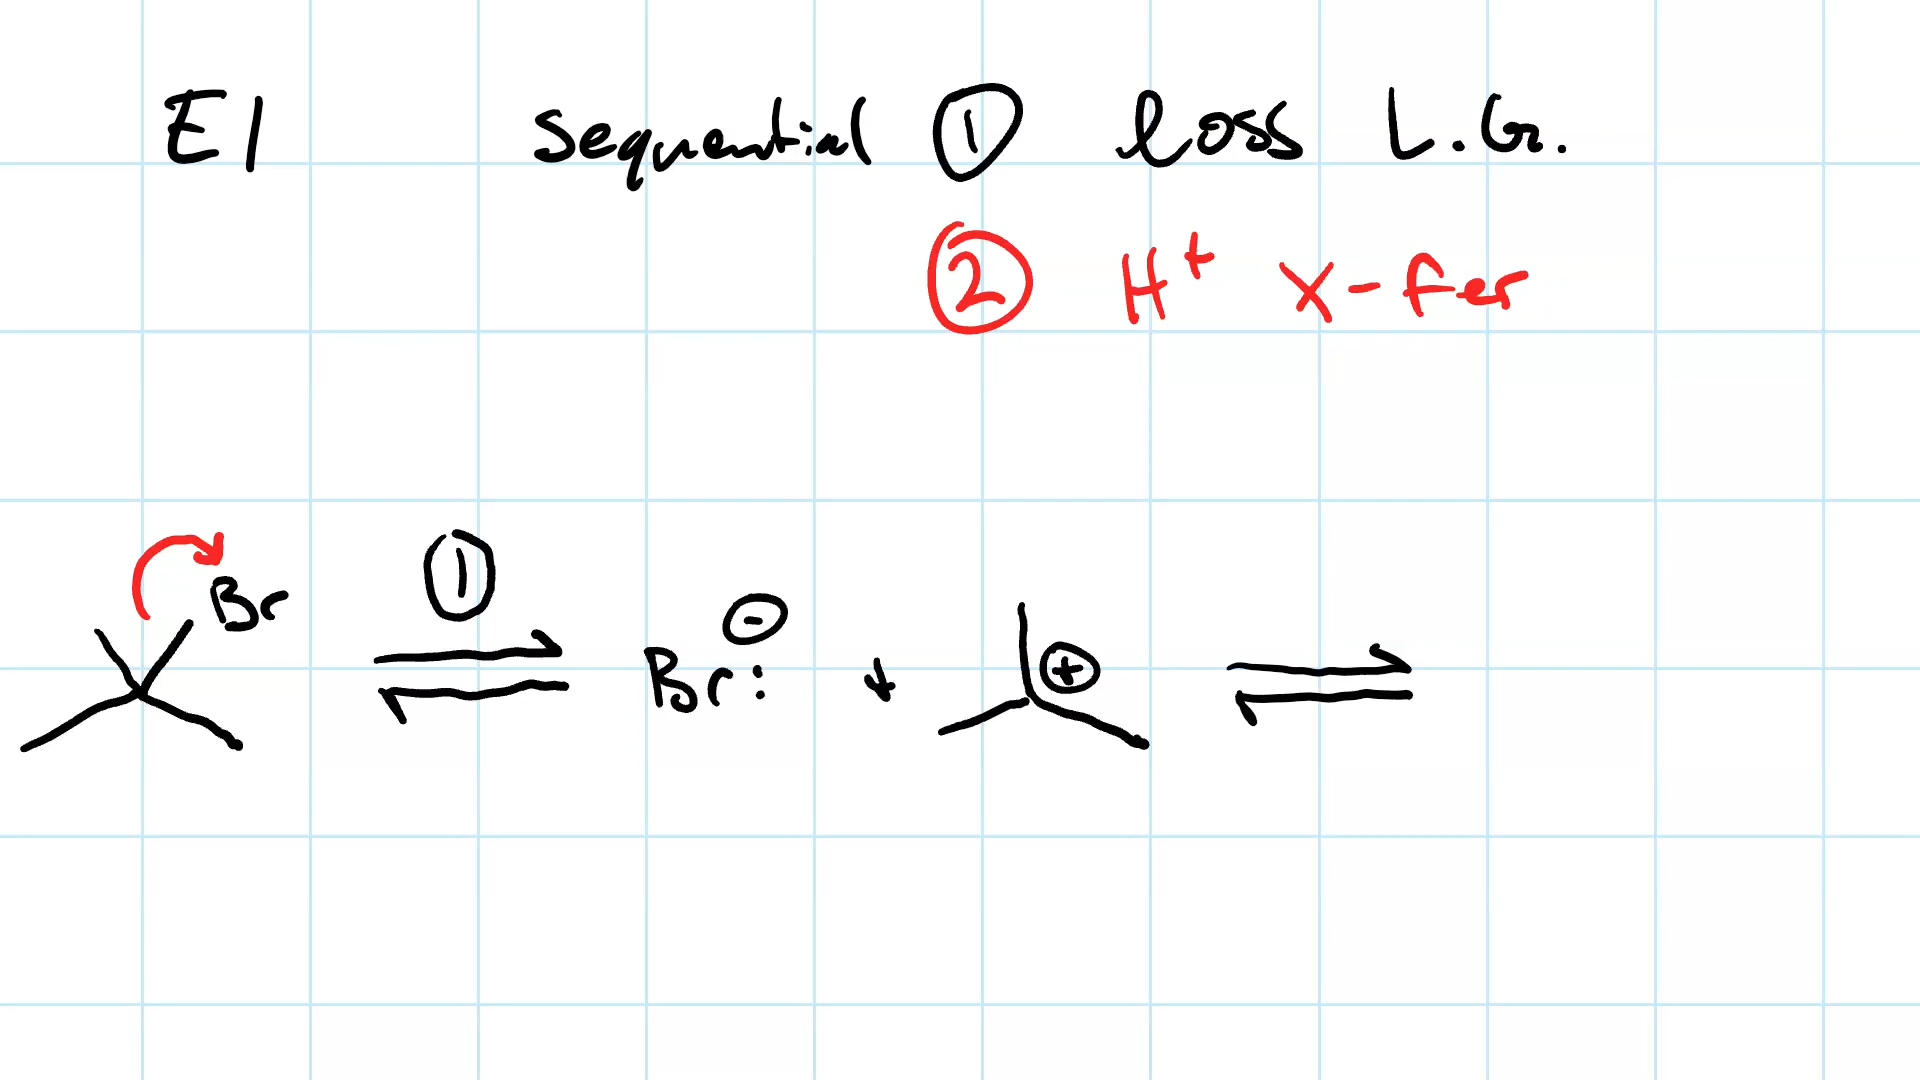 E1 sequential ① loss L.G.
② H⁺ X-fer
Br ① Br: ⊖ + ⊕